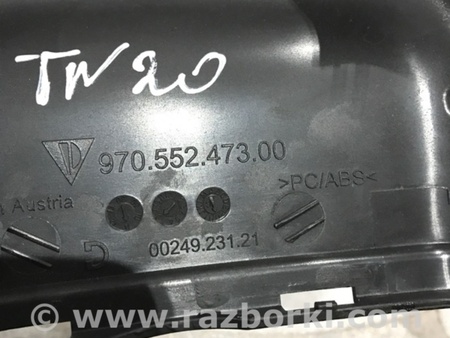 TW20
970.552.473.00
>PC/ABS<
Austria
00249.231.21
G
www.razborki.com